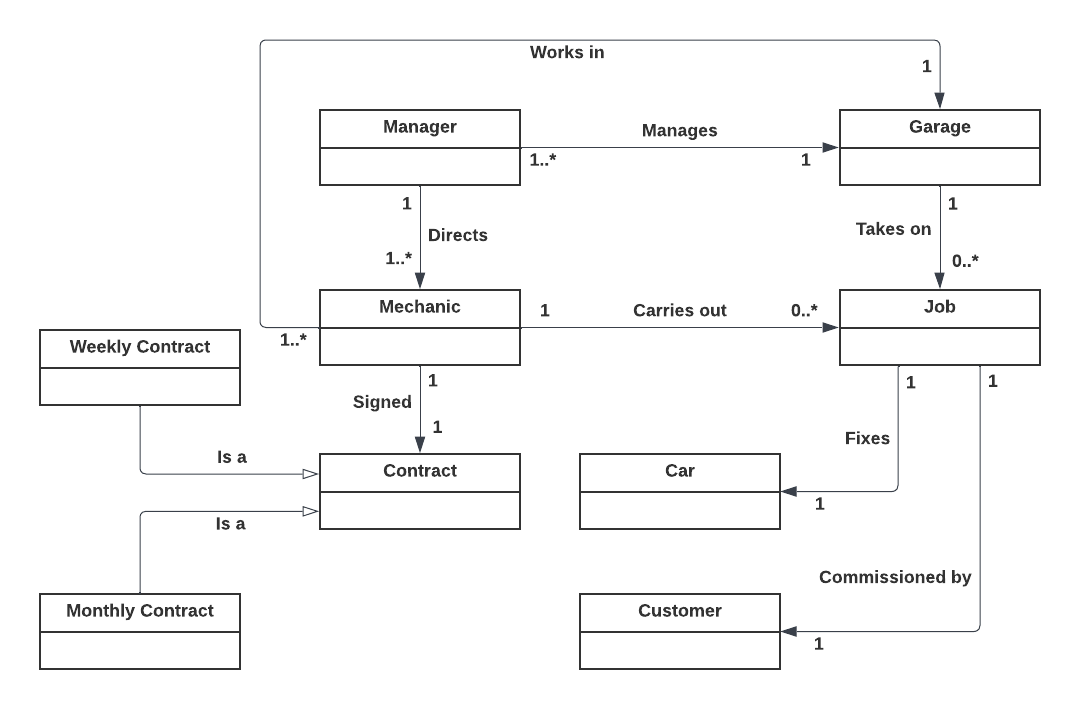 Works in
1
Manager
Manages
Garage
1..*
1
1
Directs
1..*
1
Takes on
0..*
Mechanic
1
Carries out
0..*
Job
1..*
Weekly Contract
1
Signed
1
1
1
Fixes
Is a
Contract
Car
1
Is a
Commissioned by
Monthly Contract
Customer
1